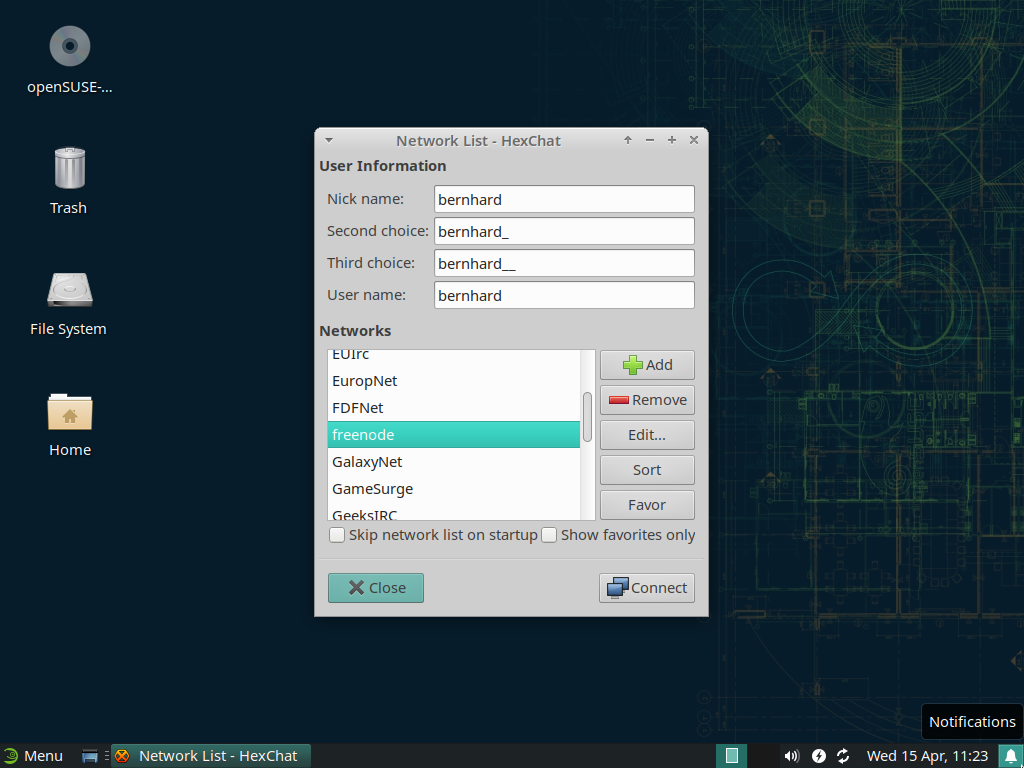 openSUSE-...
Trash
File System
Home
Network List - HexChat
User Information
Nick name: bernhard
Second choice: bernhard_
Third choice: bernhard__
User name: bernhard
Networks
EUIrc
EuropNet
FDFNet
freenode
GalaxyNet
GameSurge
GeeksIRC
Add
Remove
Edit...
Sort
Favor
Skip network list on startup Show favorites only
Close Connect
Notifications
Menu Network List - HexChat Wed 15 Apr, 11:23